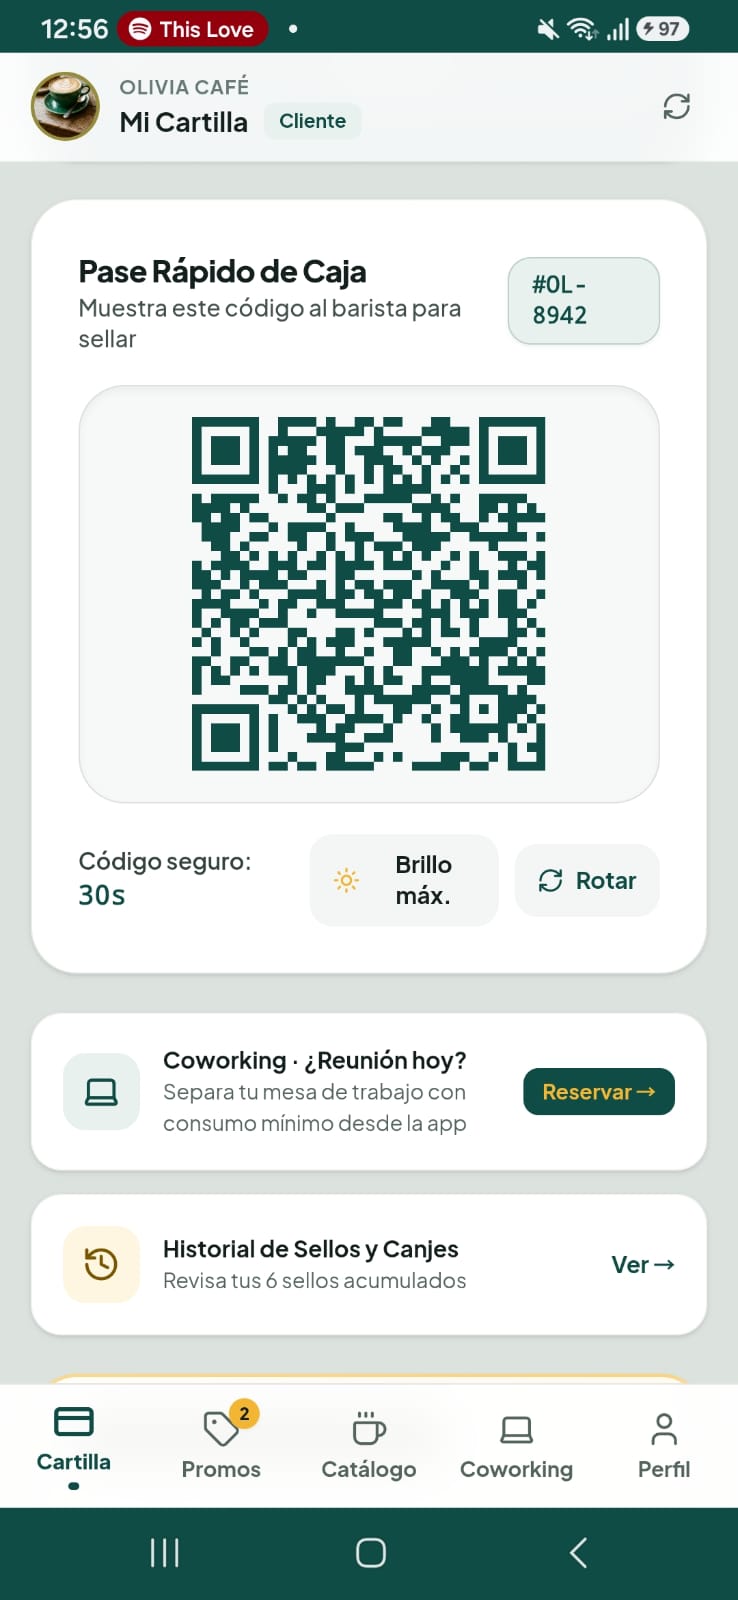 12:56
This Love
97
OLIVIA CAFÉ
Mi Cartilla
Cliente
Pase Rápido de Caja
Muestra este código al barista para
sellar
#OL-
8942
Código seguro:
30s
Brillo
máx.
Rotar
Coworking · ¿Reunión hoy?
Separa tu mesa de trabajo con
consumo mínimo desde la app
Reservar →
Historial de Sellos y Canjes
Revisa tus 6 sellos acumulados
Ver →
2
Cartilla
Promos
Catálogo
Coworking
Perfil